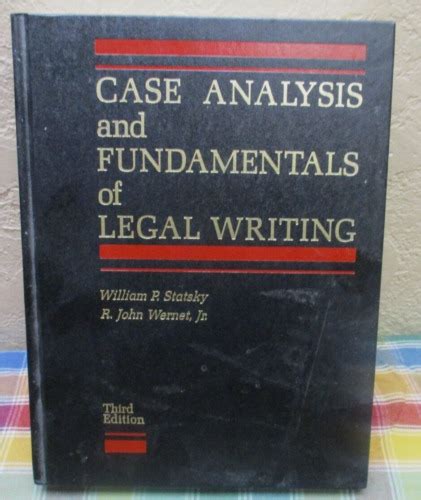 CASE ANALYSIS
and
FUNDAMENTALS
of
LEGAL WRITING
William P. Statsky
R. John Wernet, Jr.
Third
Edition